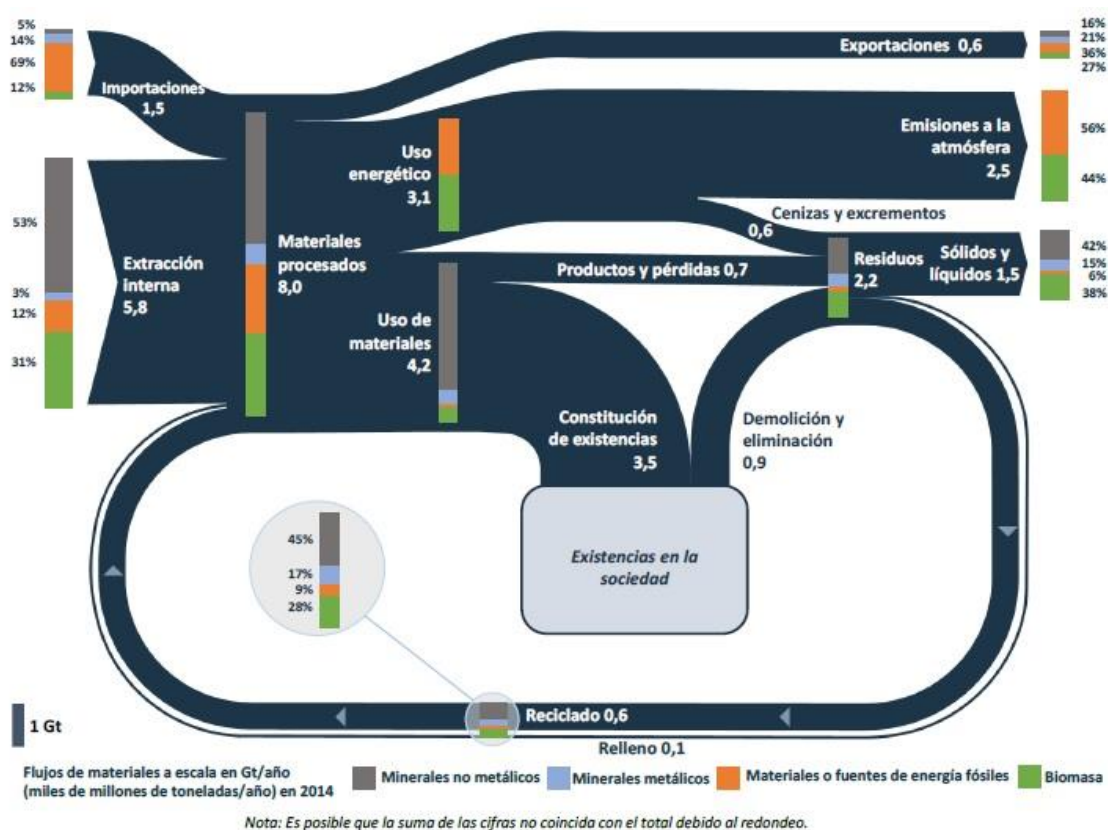 5%
14%
69%
12%
Importaciones
1,5
Exportaciones 0,6
16%
21%
36%
27%
53%
3%
12%
31%
Extracción
interna
5,8
Materiales
procesados
8,0
Uso
energético
3,1
Emisiones a la
atmósfera
2,5
56%
44%
Cenizas y excrementos
0,6
Productos y pérdidas 0,7
Residuos
2,2
Sólidos y
líquidos 1,5
42%
15%
6%
38%
Uso de
materiales
4,2
Constitución
de existencias
3,5
Demolición y
eliminación
0,9
Existencias en la
sociedad
45%
17%
9%
28%
Reciclado 0,6
Relleno 0,1
1 Gt
Flujos de materiales a escala en Gt/año
(miles de millones de toneladas/año) en 2014
Minerales no metálicos
Minerales metálicos
Materiales o fuentes de energía fósiles
Biomasa
Nota: Es posible que la suma de las cifras no coincida con el total debido al redondeo.